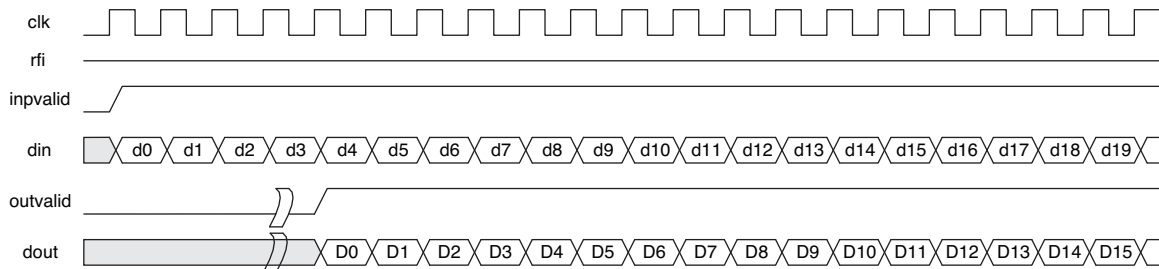 clk
rfi
inpvalid
din d0 d1 d2 d3 d4 d5 d6 d7 d8 d9 d10 d11 d12 d13 d14 d15 d16 d17 d18 d19
outvalid
dout D0 D1 D2 D3 D4 D5 D6 D7 D8 D9 D10 D11 D12 D13 D14 D15